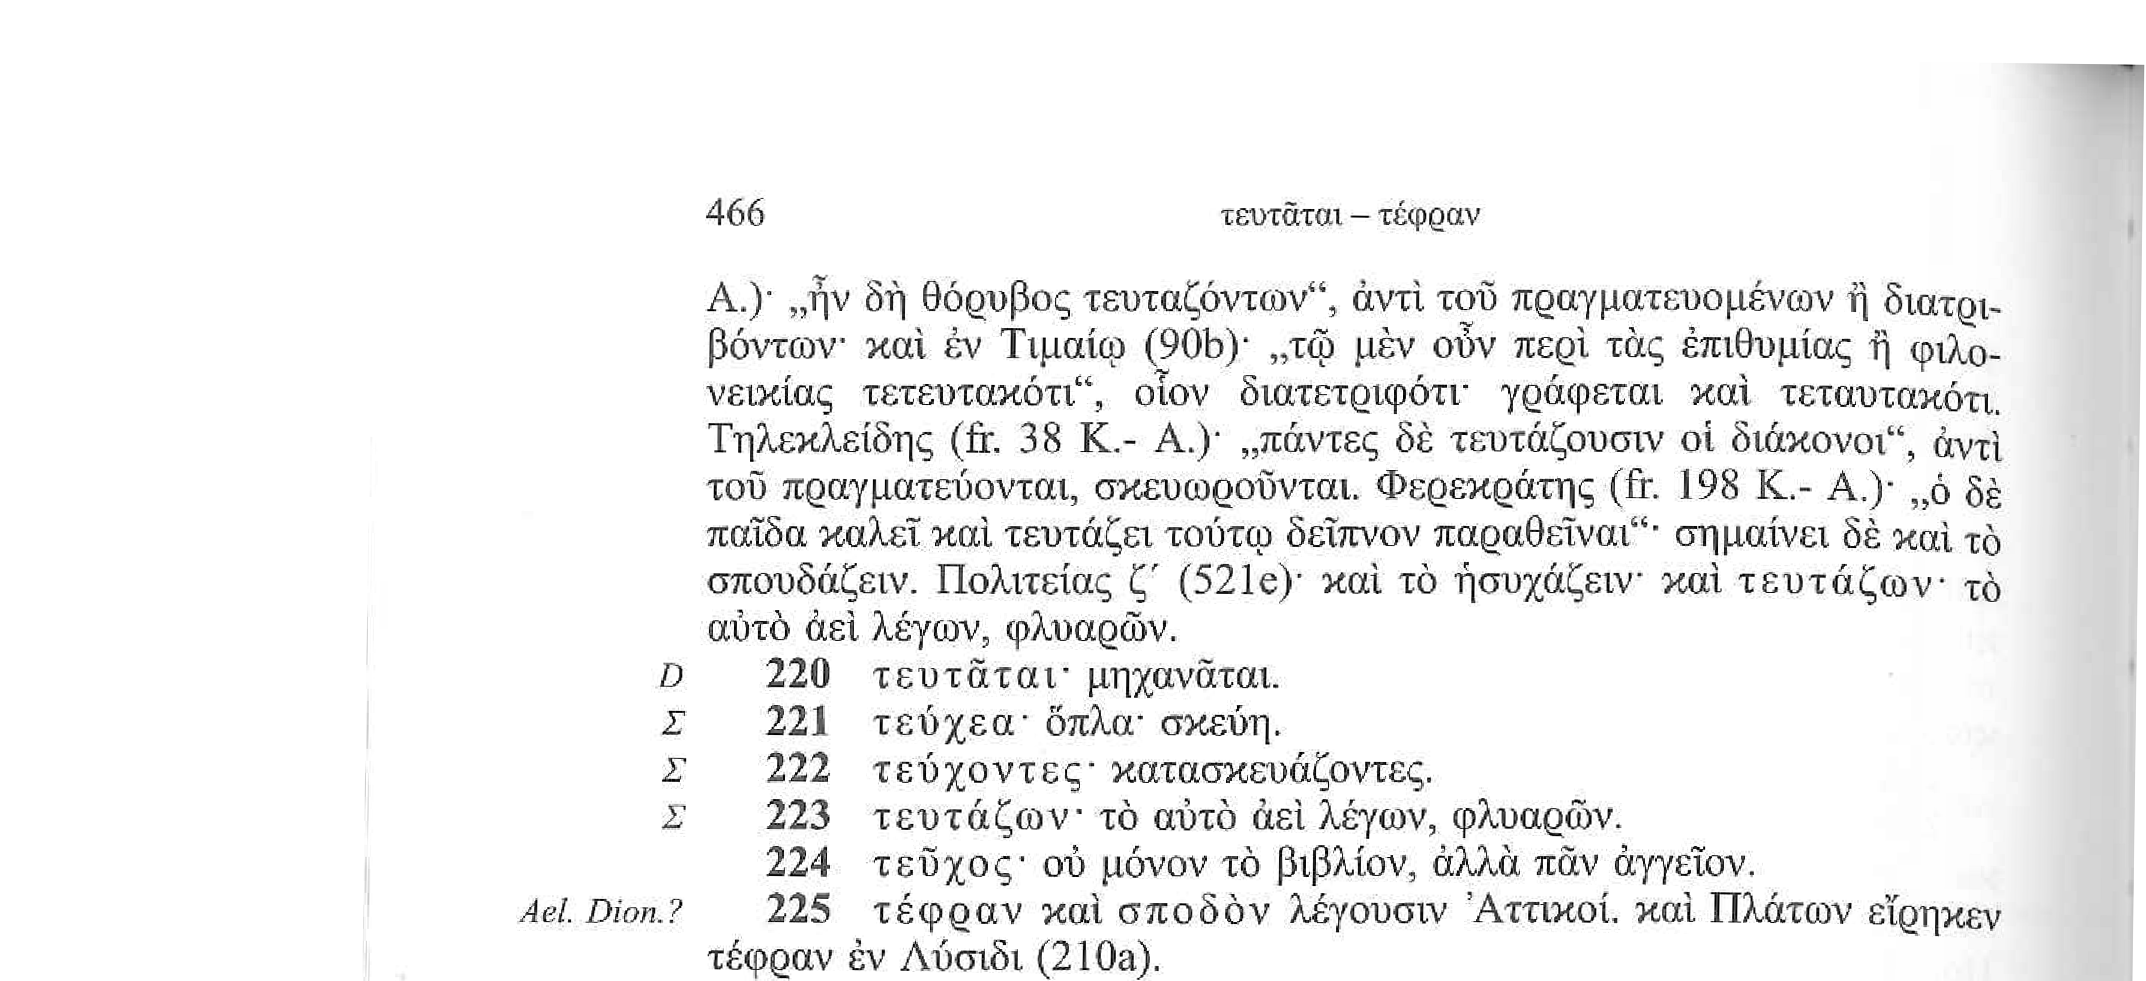 466 τευτᾶται – τέφραν
Α.)· „ἦν δὴ θόρυβος τευταζόντων“, ἀντὶ τοῦ πραγματευομένων ἢ διατρι-
βόντων· καὶ ἐν Τιμαίῳ (90b)· „τῷ μὲν οὖν περὶ τὰς ἐπιθυμίας ἢ φιλο-
νεικίας τετευτακότι“, οἷον διατετριφότι· γράφεται καὶ τεταυτακότι.
Τηλεκλείδης (fr. 38 K.- A.)· „πάντες δὲ τευτάζουσιν οἱ διάκονοι“, ἀντὶ
τοῦ πραγματεύονται, σκευωροῦνται. Φερεκράτης (fr. 198 K.- A.)· „ὁ δὲ
παῖδα καλεῖ καὶ τευτάζει τούτῳ δεῖπνον παραθεῖναι“· σημαίνει δὲ καὶ τὸ
σπουδάζειν. Πολιτείας ζ′ (521e)· καὶ τὸ ἡσυχάζειν· καὶ τευτάζων· τὸ
αὐτὸ ἀεὶ λέγων, φλυαρῶν.
D 220 τευτᾶται· μηχανᾶται.
Σ 221 τεύχεα· ὅπλα· σκεύη.
Σ 222 τεύχοντες· κατασκευάζοντες.
Σ 223 τευτάζων· τὸ αὐτὸ ἀεὶ λέγων, φλυαρῶν.
224 τεῦχος· οὐ μόνον τὸ βιβλίον, ἀλλὰ πᾶν ἀγγεῖον.
Ael. Dion.? 225 τέφραν καὶ σποδὸν λέγουσιν Ἀττικοί. καὶ Πλάτων εἴρηκεν
τέφραν ἐν Λύσιδι (210a).